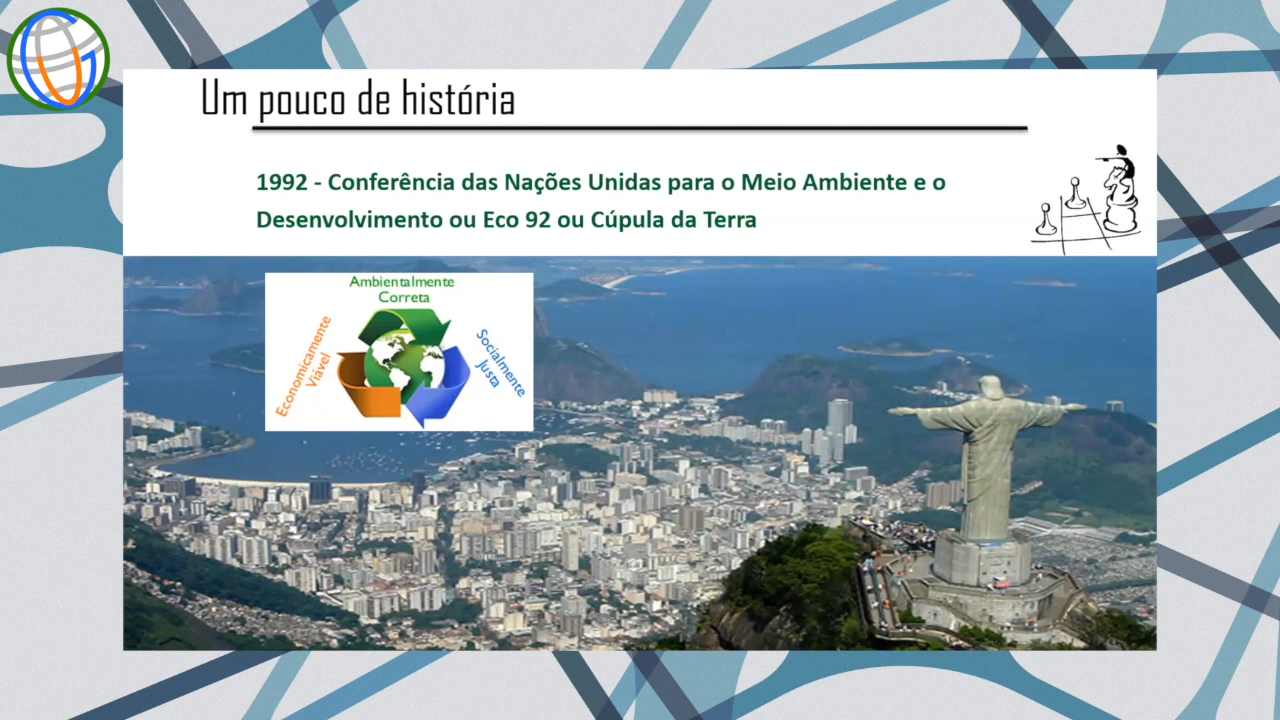 Um pouco de história
1992 - Conferência das Nações Unidas para o Meio Ambiente e o
Desenvolvimento ou Eco 92 ou Cúpula da Terra
Ambientalmente
Correta
Economicamente
Viável
Socialmente
Justa